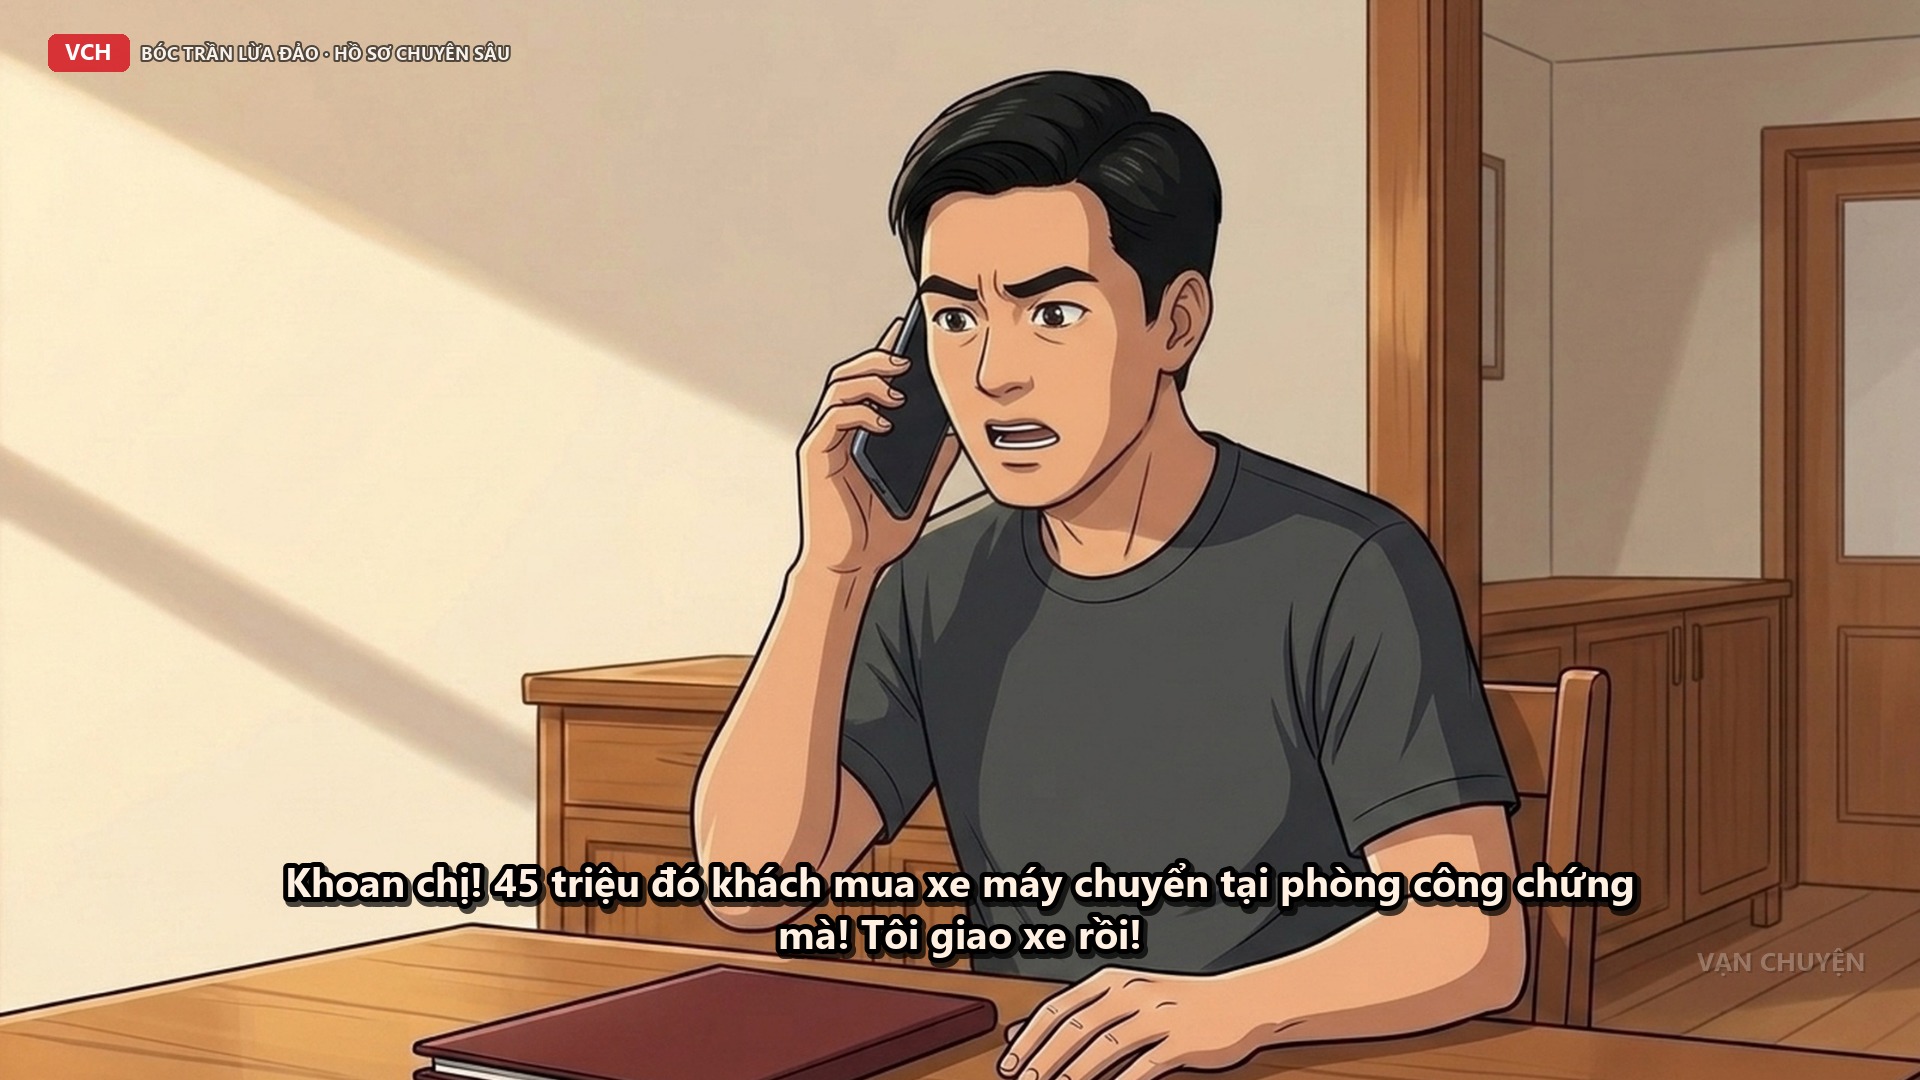 VCH BÓC TRẦN LỪA ĐẢO · HỒ SƠ CHUYÊN SÂU
Khoan chị! 45 triệu đó khách mua xe máy chuyển tại phòng công chứng
mà! Tôi giao xe rồi!
VẠN CHUYỆN